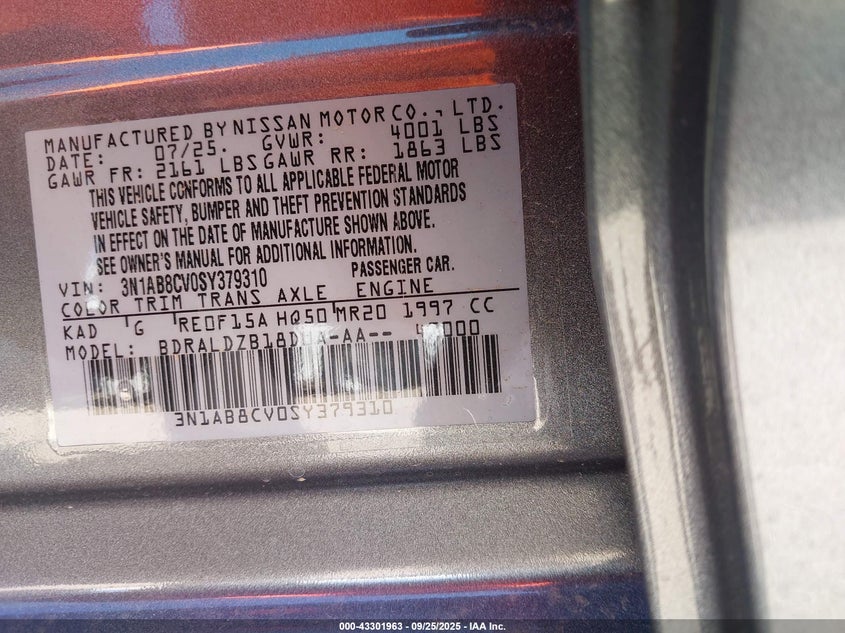 MANUFACTURED BY NISSAN MOTOR CO., LTD.
DATE: 07/25. GVWR: 4001 LBS
GAWR FR: 2161 LBS GAWR RR: 1863 LBS
THIS VEHICLE CONFORMS TO ALL APPLICABLE FEDERAL MOTOR
VEHICLE SAFETY, BUMPER AND THEFT PREVENTION STANDARDS
IN EFFECT ON THE DATE OF MANUFACTURE SHOWN ABOVE.
SEE OWNER'S MANUAL FOR ADDITIONAL INFORMATION.
VIN: 3N1AB8CV0SY379310 PASSENGER CAR.
COLOR TRIM TRANS AXLE ENGINE
KAD G RE0F15A HQ50 MR20 1997 CC
MODEL:
3N1AB8CV0SY379310
000-43301963 - 09/25/2025 - IAA Inc.